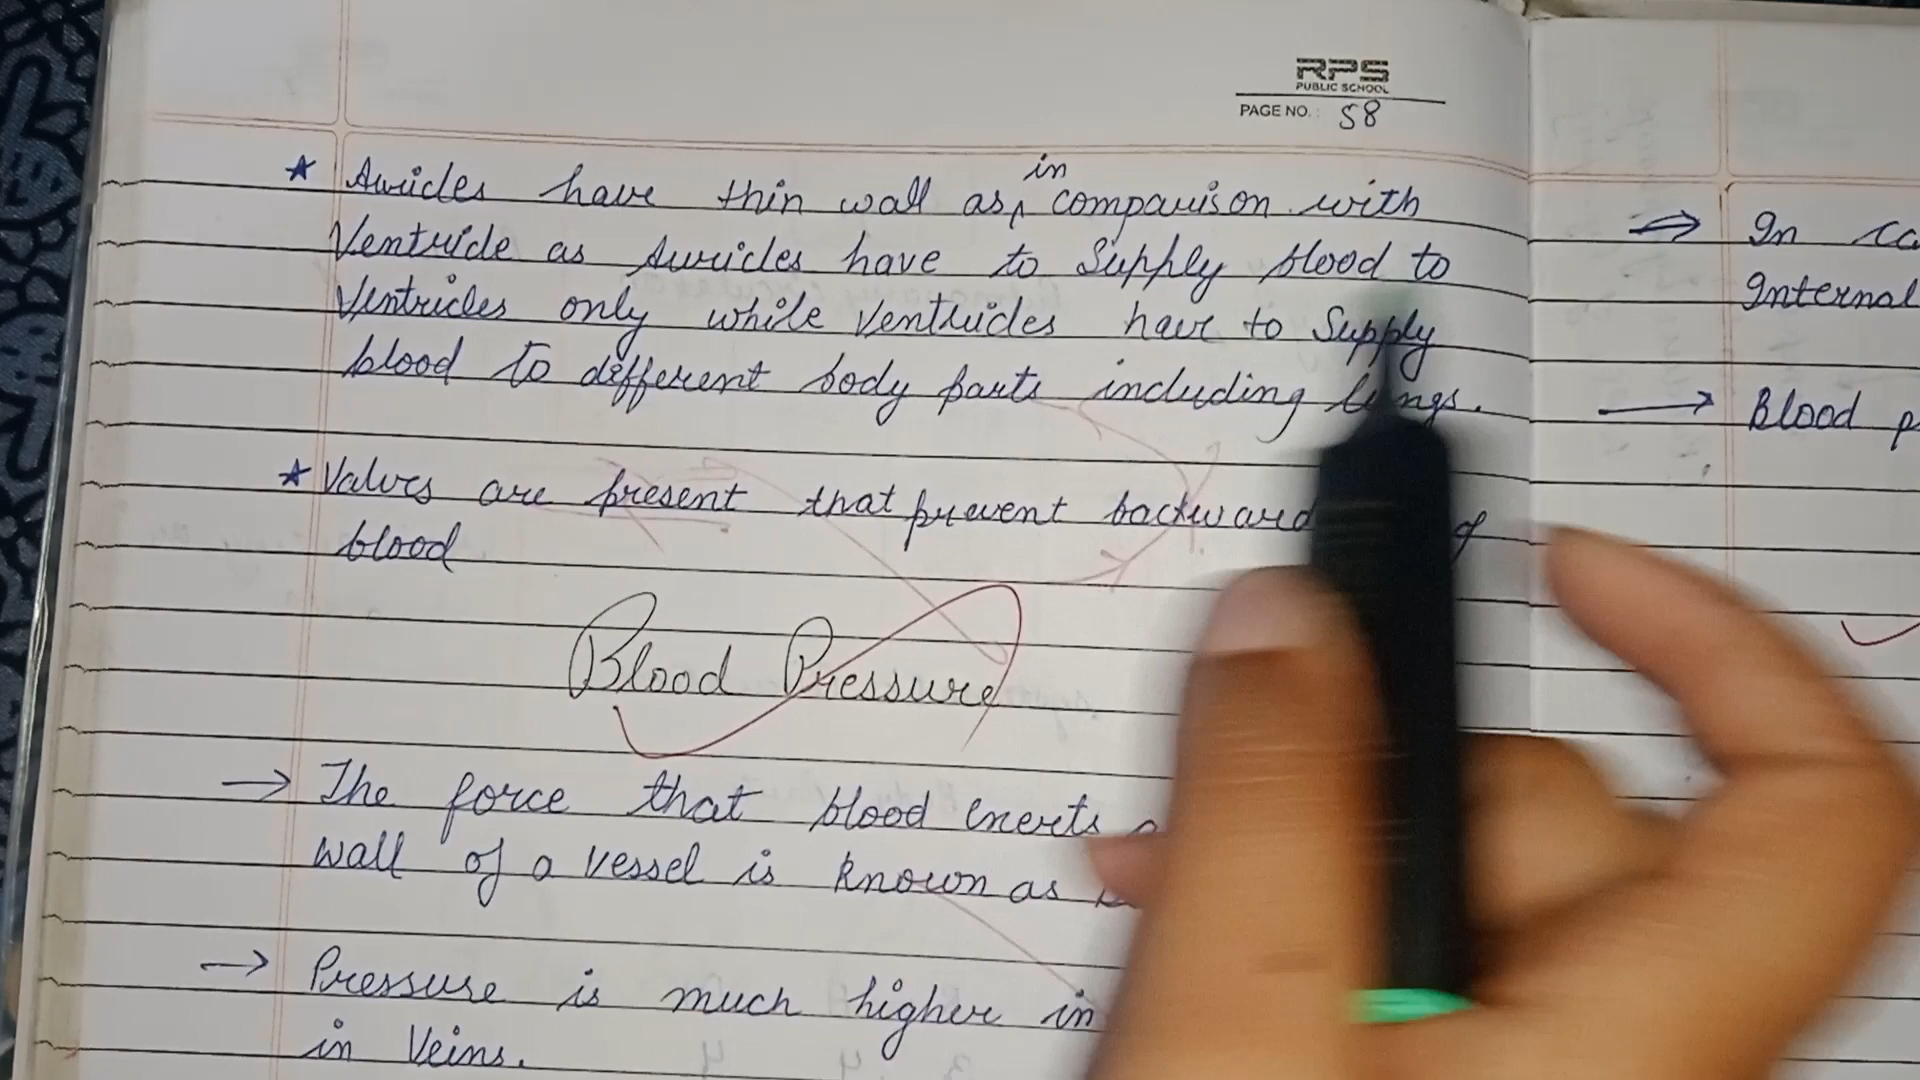 RPS
PUBLIC SCHOOL
PAGE NO. : 58
★ Auricles have thin wall as in comparison with
Ventricle as Auricles have to Supply blood to
Ventricles only while Ventricles have to Supply
blood to different body parts including lungs.
★ Valves are present that prevent backward of
blood
Blood Pressure
→ The force that blood exerts
wall of a vessel is known as
→ Pressure is much higher in
in Veins.
⇒ In
Internal
→ Blood